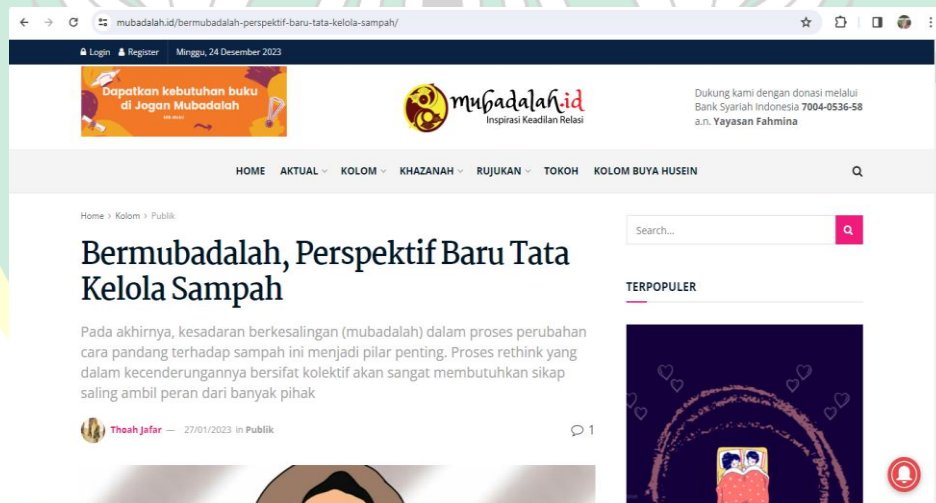 mubadalah.id/bermubadalah-perspektif-baru-tata-kelola-sampah/
Login Register Minggu, 24 Desember 2023
Dapatkan kebutuhan buku
di Jogan Mubadalah
mubadalah.id
Inspirasi Keadilan Relasi
Dukung kami dengan donasi melalui
Bank Syariah Indonesia 7004-0536-58
a.n. Yayasan Fahmina
HOME AKTUAL KOLOM KHAZANAH RUJUKAN TOKOH KOLOM BUYA HUSEIN
Home > Kolom > Publik
Search...
Bermubadalah, Perspektif Baru Tata
Kelola Sampah
TERPOPULER
Pada akhirnya, kesadaran berkesalingan (mubadalah) dalam proses perubahan
cara pandang terhadap sampah ini menjadi pilar penting. Proses rethink yang
dalam kecenderungannya bersifat kolektif akan sangat membutuhkan sikap
saling ambil peran dari banyak pihak
Thoah Jafar — 27/01/2023 in Publik
1